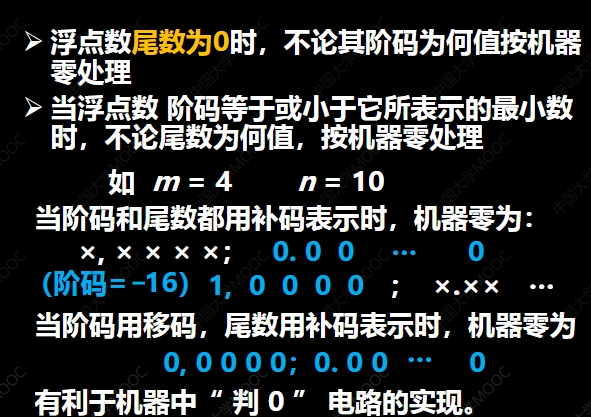 ➢ 浮点数尾数为0时，不论其阶码为何值按机器
零处理
➢ 当浮点数 阶码等于或小于它所表示的最小数
时，不论尾数为何值，按机器零处理
如 m = 4 n = 10
当阶码和尾数都用补码表示时，机器零为：
×, × × × ×； 0. 0 0 … 0
（阶码= –16） 1, 0 0 0 0 ； ×.×× …
当阶码用移码，尾数用补码表示时，机器零为
0, 0 0 0 0；0. 0 0 … 0
有利于机器中“ 判 0 ” 电路的实现。